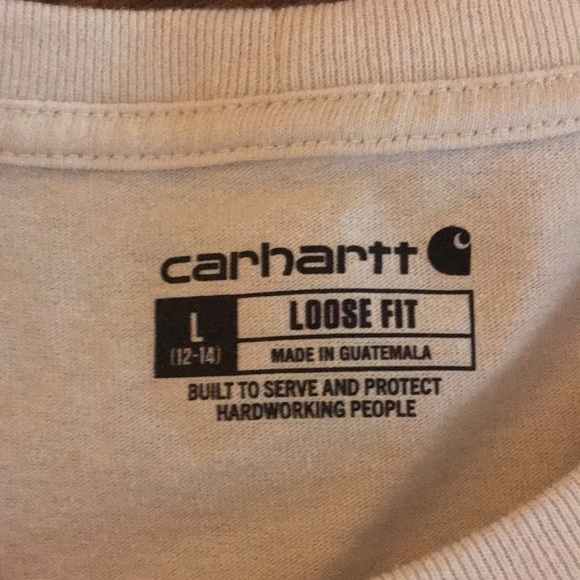 carhartt
L
(12-14)
LOOSE FIT
MADE IN GUATEMALA
BUILT TO SERVE AND PROTECT
HARDWORKING PEOPLE